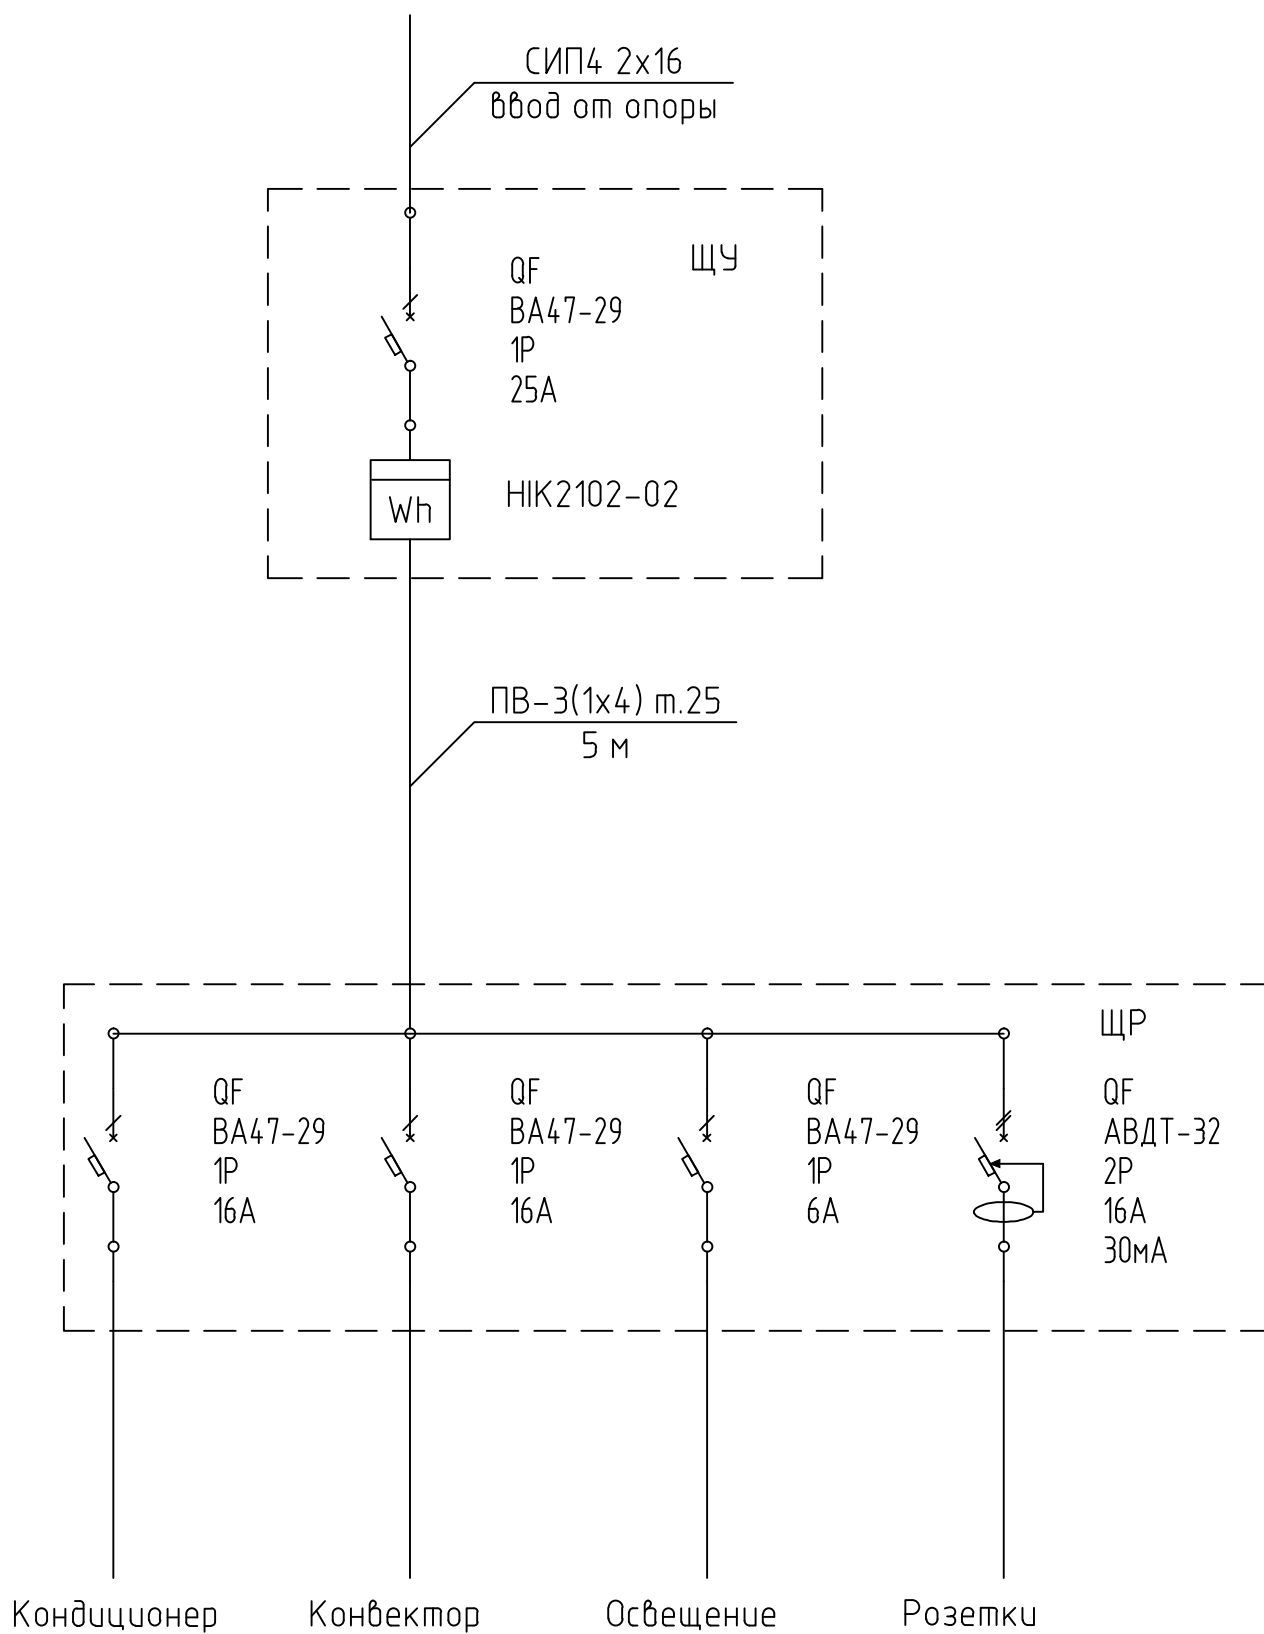 СИП4 2х16
ввод от опоры
ЩУ
QF
ВА47-29
1P
25А
Wh
НІК2102-02
ПВ-3(1х4) т.25
5 м
ЩР
QF
ВА47-29
1P
16А
QF
ВА47-29
1P
16А
QF
ВА47-29
1P
6А
QF
АВДТ-32
2P
16А
30мА
Кондиционер
Конвектор
Освещение
Розетки